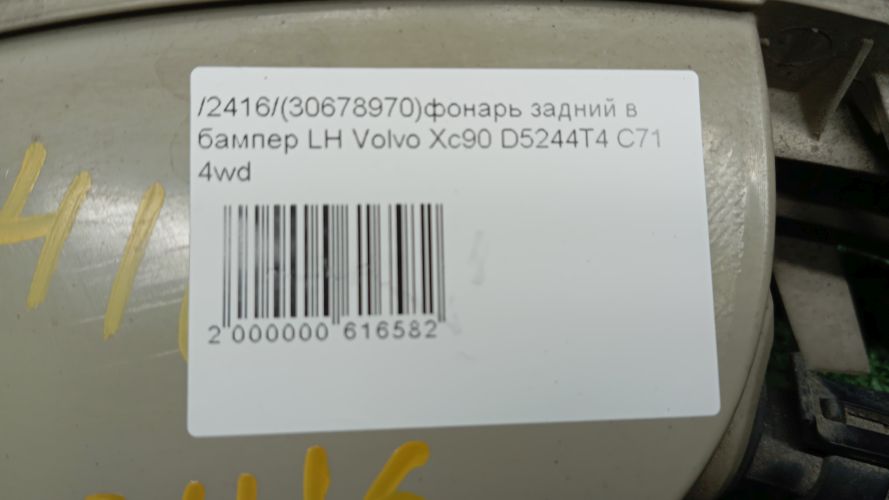 /2416/(30678970)фонарь задний в
бампер LH Volvo Xc90 D5244T4 C71
4wd
2 000000 616582